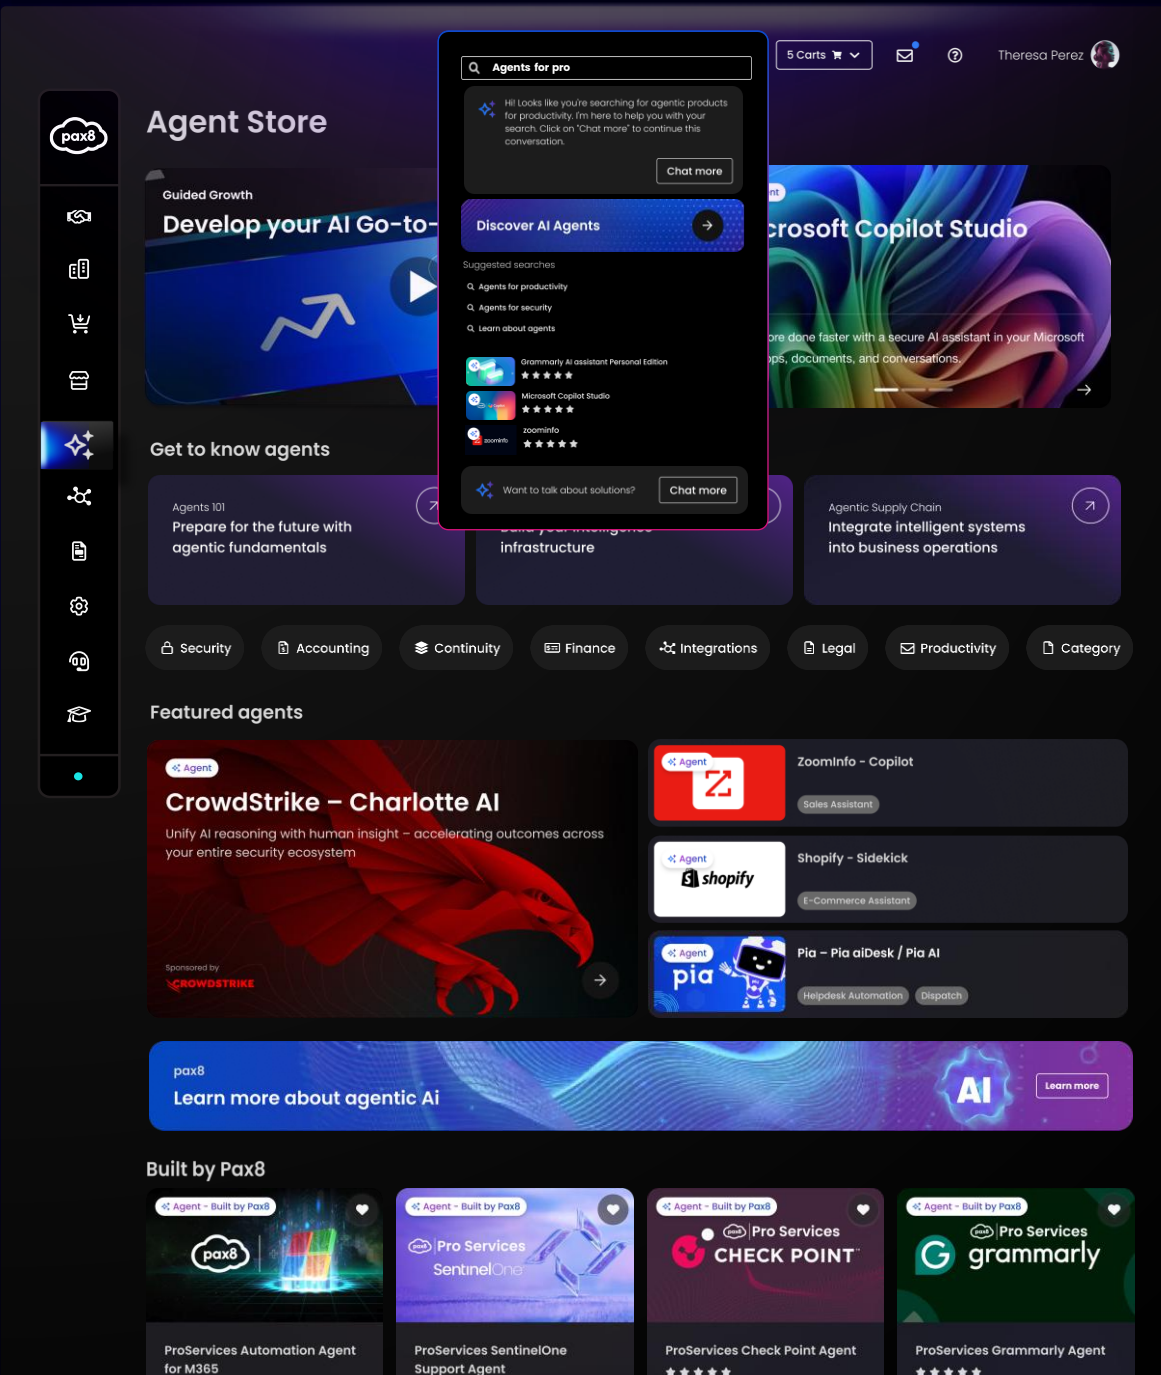 Agents for pro
5 Carts
Theresa Perez
Hi! Looks like you're searching for agentic products
for productivity. I'm here to help you with your
search. Click on "Chat more" to continue this
conversation.
Chat more
Discover AI Agents
Suggested searches
Agents for productivity
Agents for security
Learn about agents
Grammarly AI assistant Personal Edition
Microsoft Copilot Studio
zoominfo
zoominfo
Want to talk about solutions?
Chat more
pax8
Agent Store
Guided Growth
Develop your AI Go-to-
nt
crosoft Copilot Studio
ore done faster with a secure AI assistant in your Microsoft
ps, documents, and conversations.
Get to know agents
Agents 101
Prepare for the future with
agentic fundamentals
infrastructure
Agentic Supply Chain
Integrate intelligent systems
into business operations
Security
Accounting
Continuity
Finance
Integrations
Legal
Productivity
Category
Featured agents
Agent
CrowdStrike – Charlotte AI
Unify AI reasoning with human insight – accelerating outcomes across
your entire security ecosystem
Sponsored by
CROWDSTRIKE
Agent
ZoomInfo - Copilot
Sales Assistant
Agent
shopify
Shopify - Sidekick
E-Commerce Assistant
Agent
pia
Pia – Pia aiDesk / Pia AI
Helpdesk Automation
Dispatch
pax8
Learn more about agentic Ai
AI
Learn more
Built by Pax8
Agent - Built by Pax8
pax8
ProServices Automation Agent
for M365
Agent - Built by Pax8
pax8 Pro Services
SentinelOne
ProServices SentinelOne
Support Agent
Agent - Built by Pax8
pax8 Pro Services
CHECK POINT
ProServices Check Point Agent
Agent - Built by Pax8
pax8 Pro Services
grammarly
ProServices Grammarly Agent